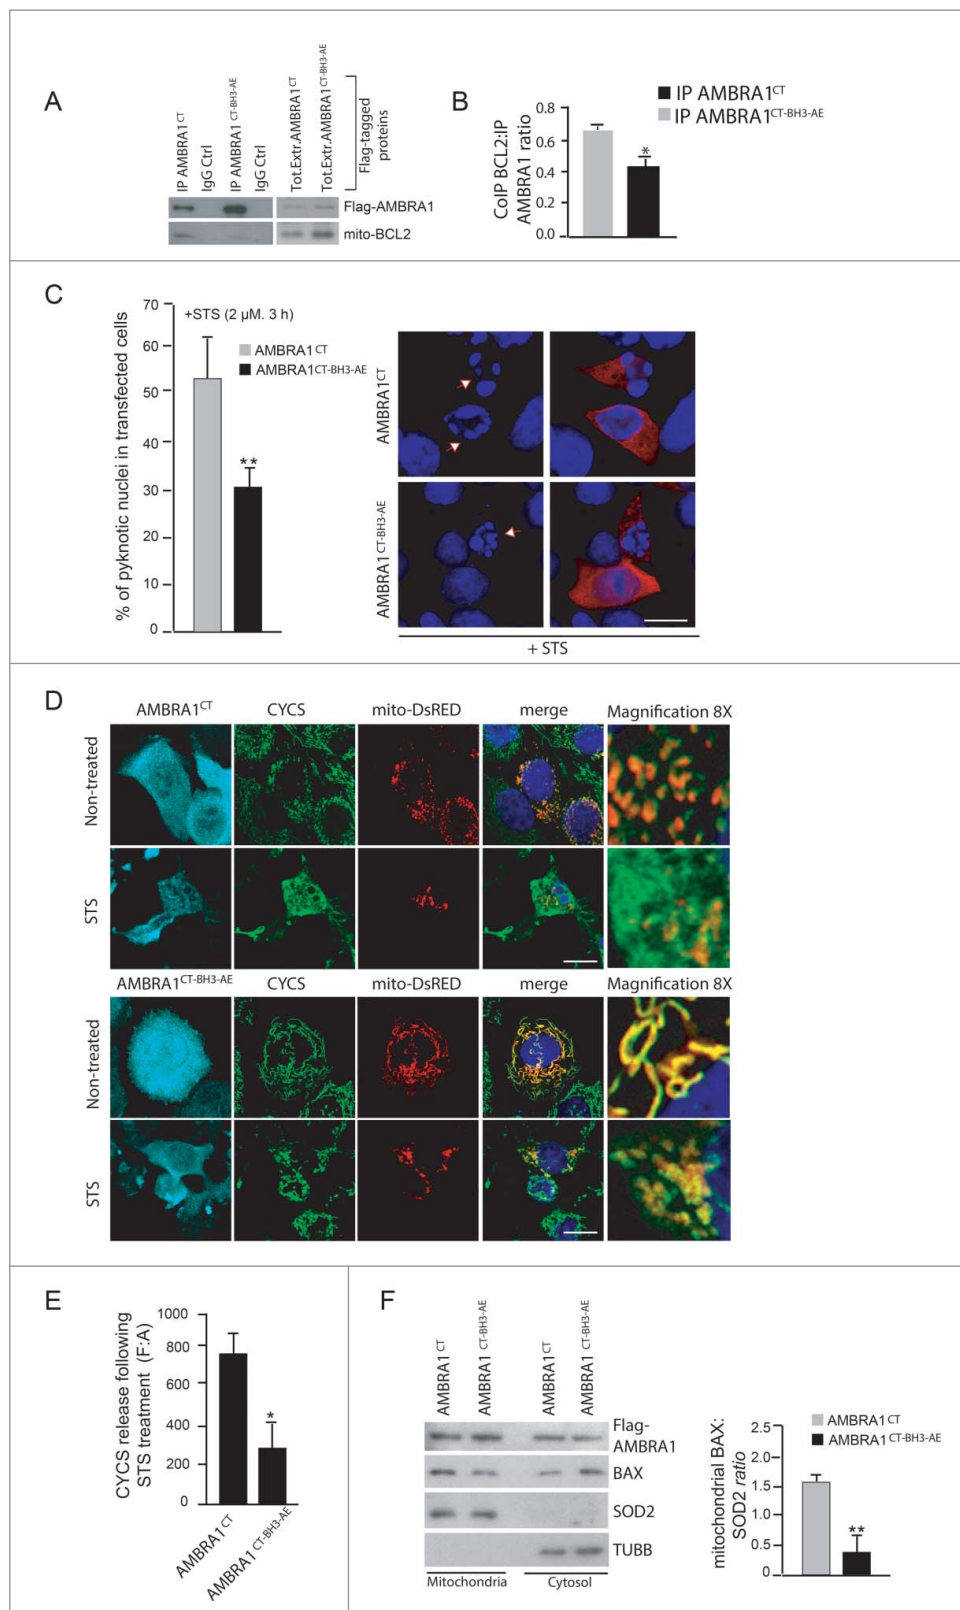 A
IP AMBRA1CT
IgG Ctrl
IP AMBRA1 CT-BH3-AE
IgG Ctrl
Tot.Extr.AMBRA1CT
Tot.Extr.AMBRA1CT-BH3-AE
Flag-tagged
proteins
Flag-AMBRA1
mito-BCL2
B
IP AMBRA1CT
IP AMBRA1CT-BH3-AE
CoIP BCL2:IP
AMBRA1 ratio
0.8
0.6
0.4
0.2
0.0
*
C
% of pyknotic nuclei in transfected cells
70
60
50
40
30
20
10
0
+STS (2 µM. 3 h)
AMBRA1CT
AMBRA1CT-BH3-AE
**
AMBRA1CT
AMBRA1CT-BH3-AE
+ STS
D
AMBRA1CT CYCS mito-DsRED merge Magnification 8X
Non-treated
STS
AMBRA1CT-BH3-AE CYCS mito-DsRED merge Magnification 8X
Non-treated
STS
E
CYCS release following
STS treatment (F:A)
1000
800
600
400
200
0
*
AMBRA1CT
AMBRA1CT-BH3-AE
F
AMBRA1CT
AMBRA1CT-BH3-AE
AMBRA1CT
AMBRA1CT-BH3-AE
Flag-
AMBRA1
BAX
SOD2
TUBB
Mitochondria Cytosol
AMBRA1CT
AMBRA1CT-BH3-AE
mitochondrial BAX:
SOD2 ratio
2.5
2
1.5
1
0.5
0
**